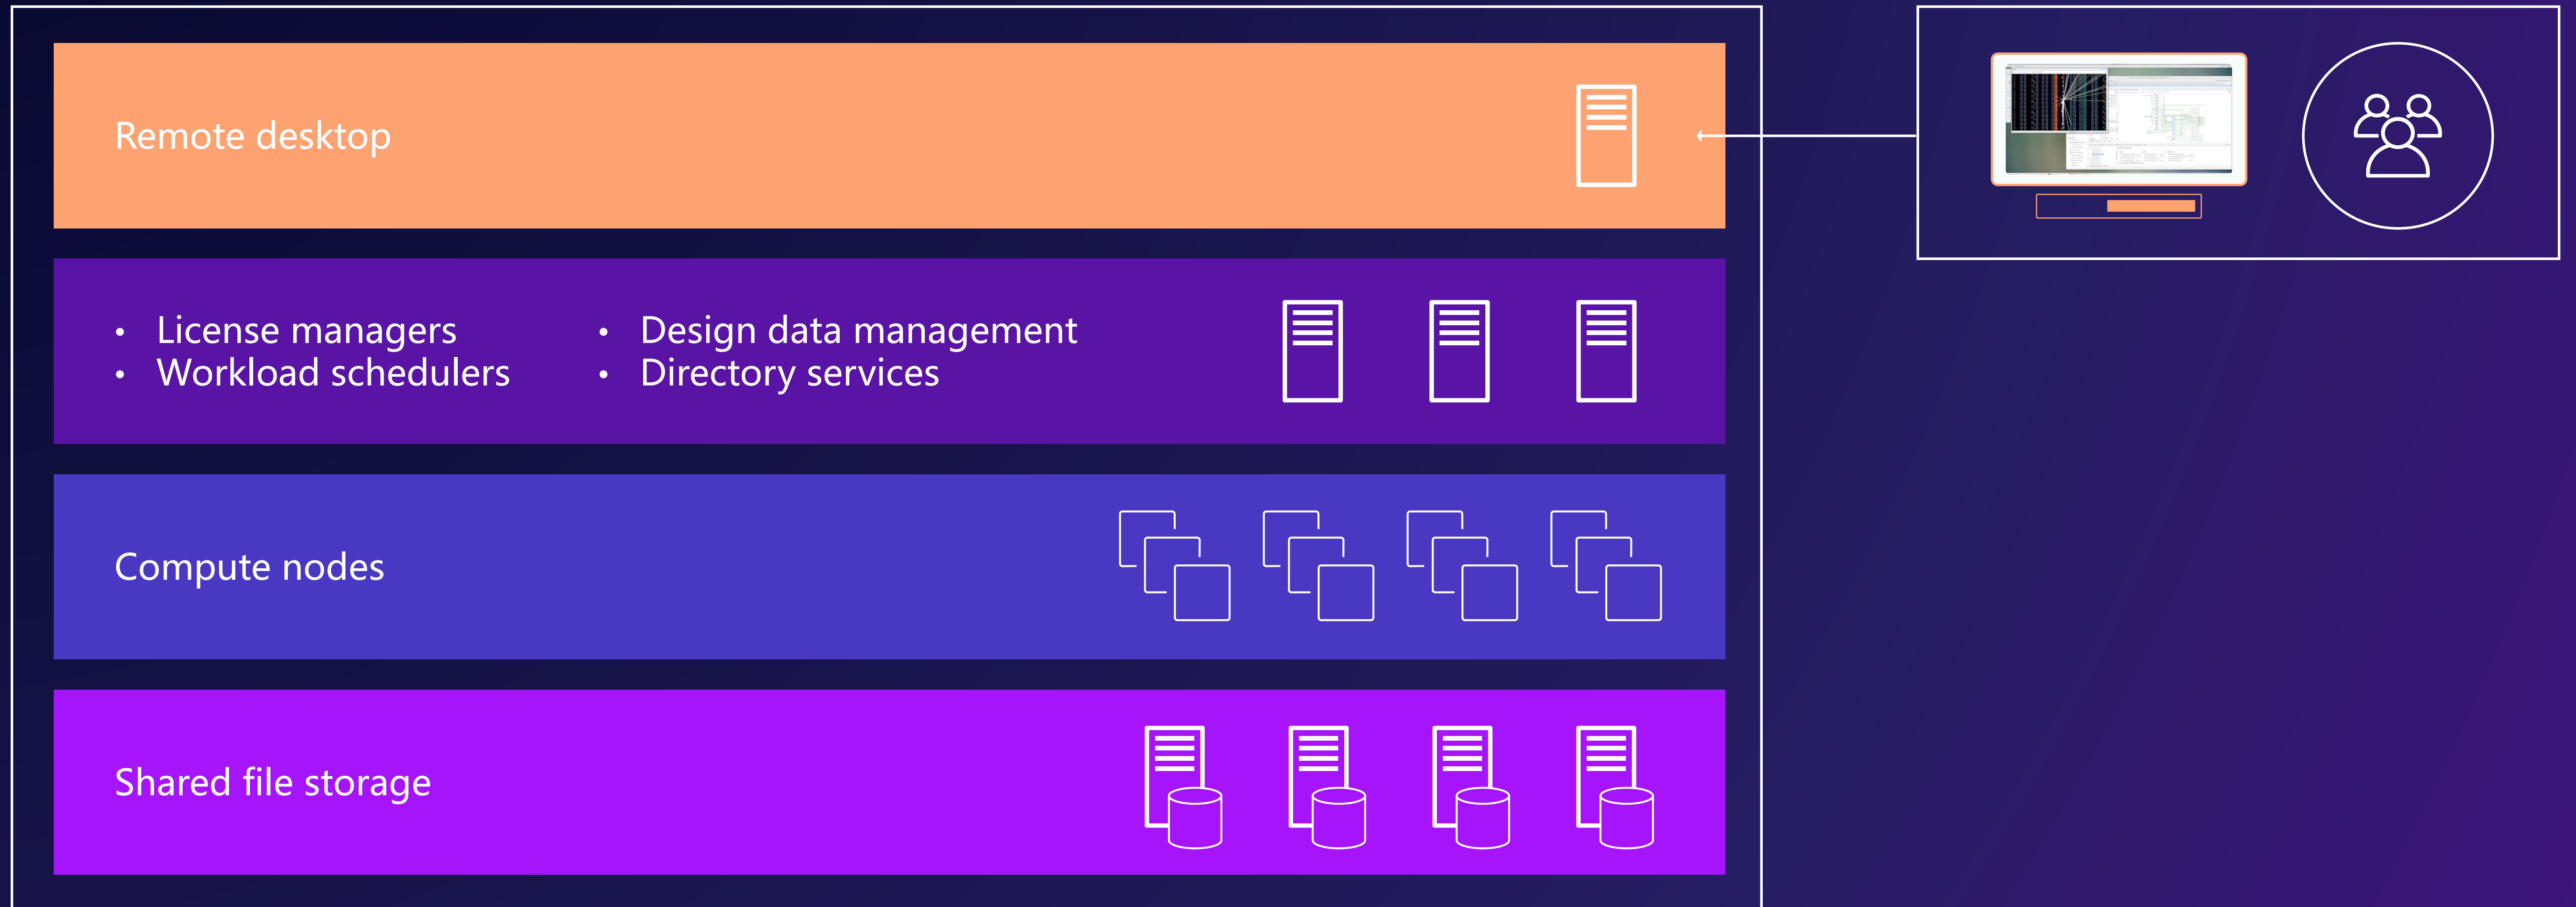 Remote desktop
• License managers
• Workload schedulers
• Design data management
• Directory services
Compute nodes
Shared file storage